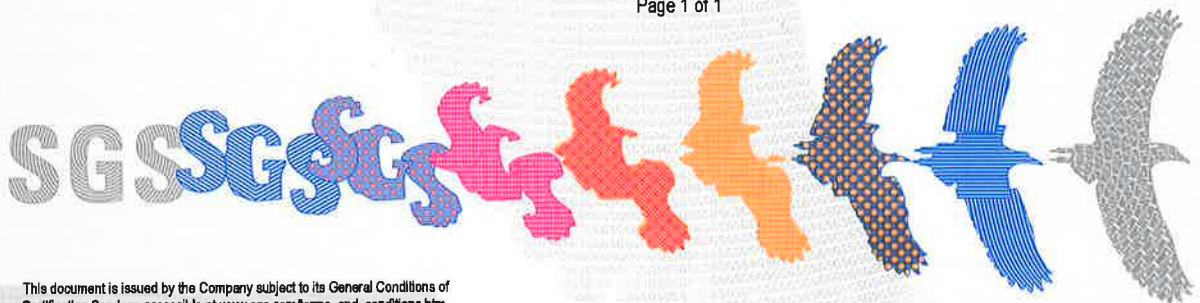 Page 1 of 1
SGS SGS SGS
This document is issued by the Company subject to its General Conditions of